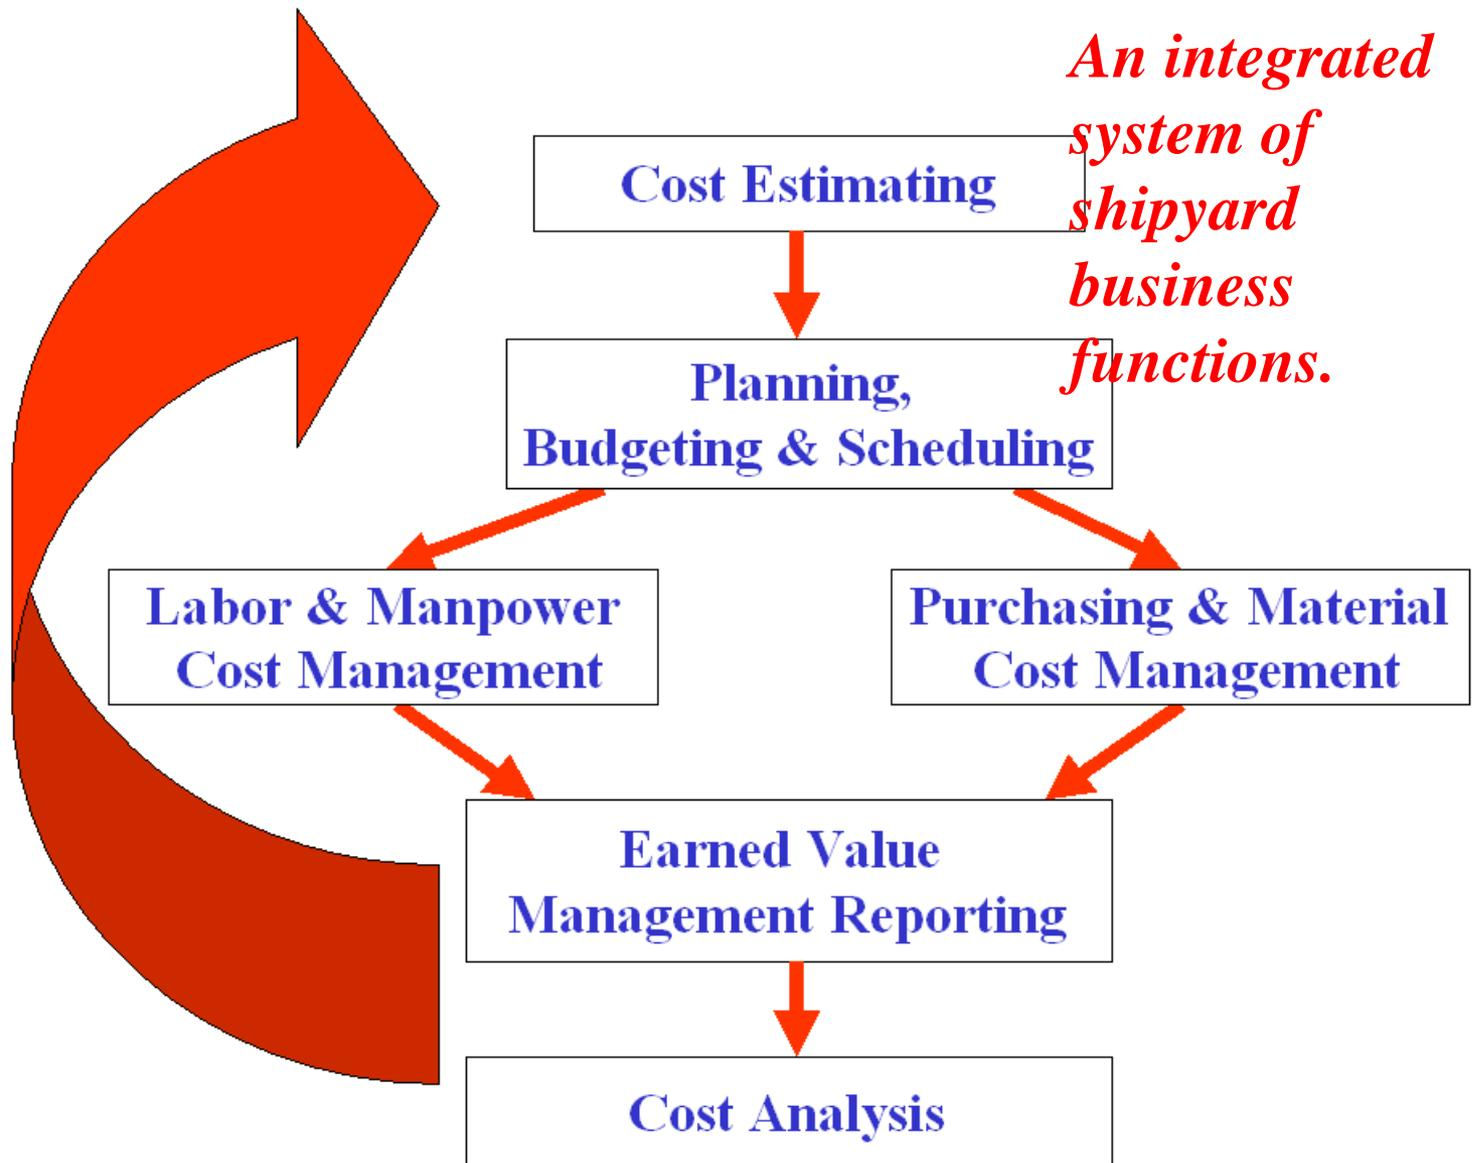 An integrated
system of
shipyard
business
functions.
Cost Estimating
Planning,
Budgeting & Scheduling
Labor & Manpower
Cost Management
Purchasing & Material
Cost Management
Earned Value
Management Reporting
Cost Analysis